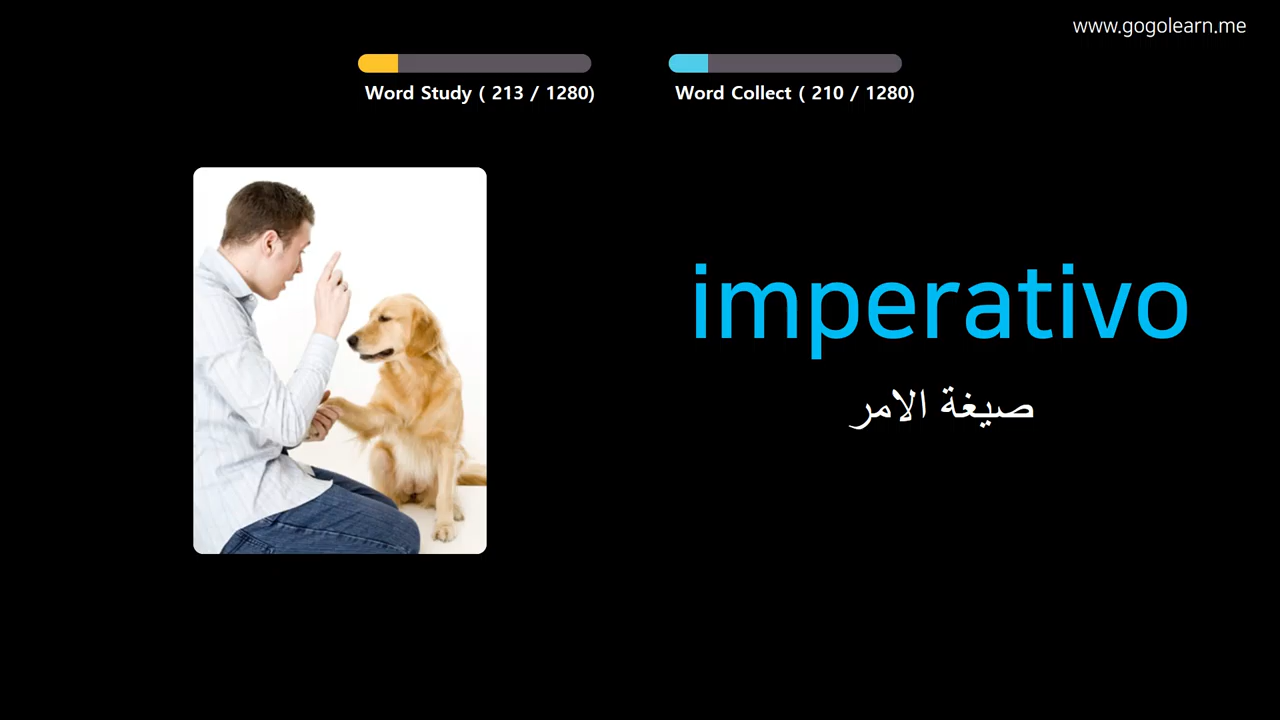 www.gogolearn.me
Word Study ( 213 / 1280)
Word Collect ( 210 / 1280)
imperativo
صيغة الامر